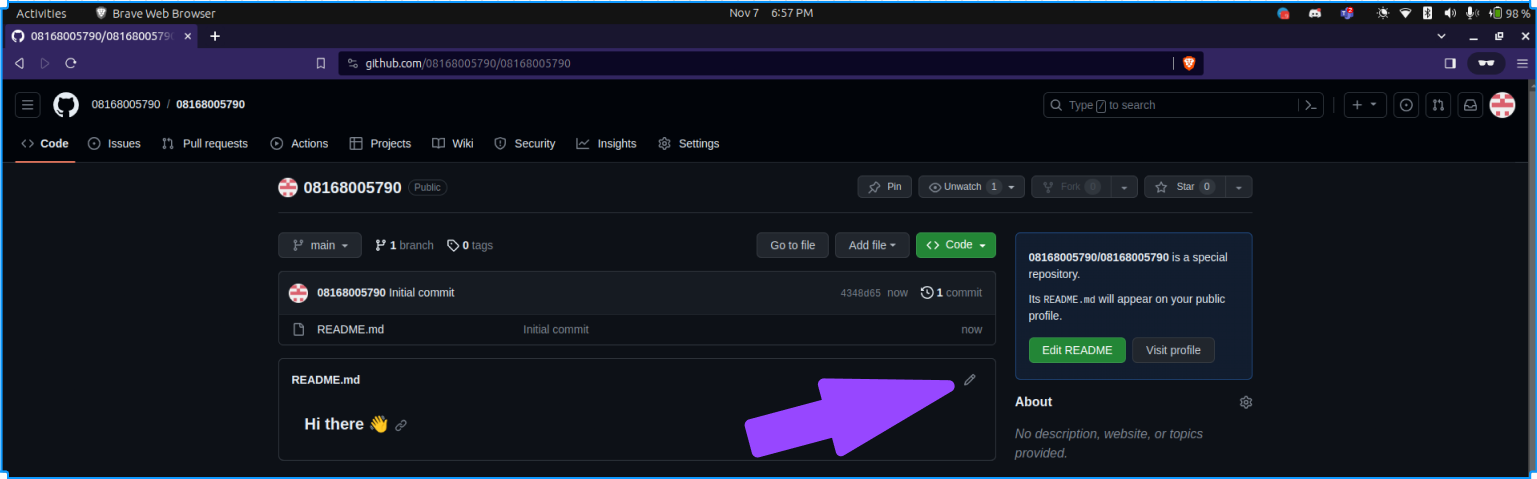 Activities Brave Web Browser Nov 7 6:57 PM 98 %
08168005790/0816800579
github.com/08168005790/08168005790
08168005790 / 08168005790 Type / to search
Code Issues Pull requests Actions Projects Wiki Security Insights Settings
08168005790 Public Pin Unwatch 1 Fork 0 Star 0
main 1 branch 0 tags Go to file Add file Code
08168005790/08168005790 is a special
repository.
Its README.md will appear on your public
profile.
Edit README Visit profile
08168005790 Initial commit 4348d65 now 1 commit
README.md Initial commit now
README.md
Hi there 👋
About
No description, website, or topics
provided.